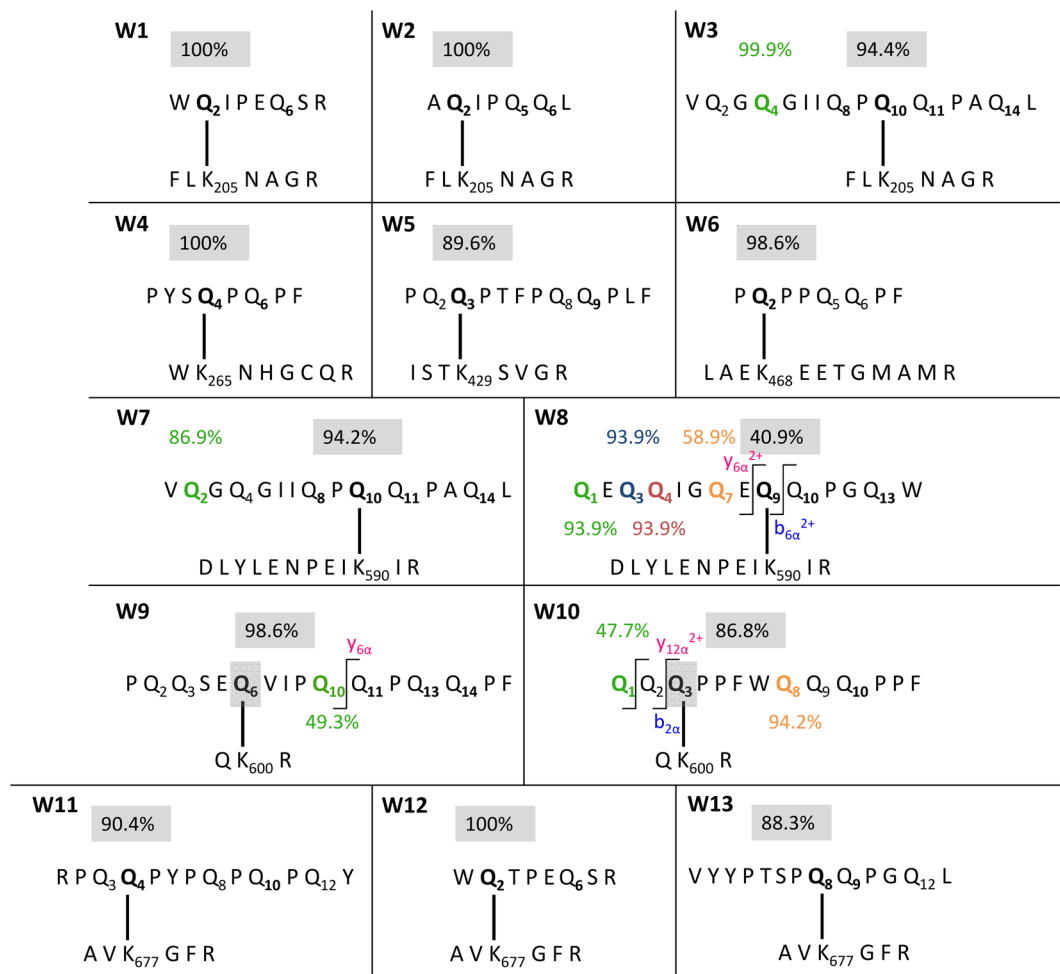 W1
100%
W Q2 I P E Q6 S R
F L K205 N A G R
W2
100%
A Q2 I P Q5 Q6 L
F L K205 N A G R
W3
99.9% 94.4%
V Q2 G Q4 G I I Q8 P Q10 Q11 P A Q14 L
F L K205 N A G R
W4
100%
P Y S Q4 P Q6 P F
W K265 N H G C Q R
W5
89.6%
P Q2 Q3 P T F P Q8 Q9 P L F
I S T K429 S V G R
W6
98.6%
P Q2 P P Q5 Q6 P F
L A E K468 E E T G M A M R
W7
86.9% 94.2%
V Q2 G Q4 G I I Q8 P Q10 Q11 P A Q14 L
D L Y L E N P E I K590 I R
W8
93.9% 58.9% 40.9%
y6α2+
Q1 E Q3 Q4 I G Q7 E Q9 Q10 P G Q13 W
93.9% 93.9% b6α2+
D L Y L E N P E I K590 I R
W9
98.6%
y6α
P Q2 Q3 S E Q6 V I P Q10 Q11 P Q13 Q14 P F
49.3%
Q K600 R
W10
47.7% 86.8%
y12α2+
Q1 Q2 Q3 P P F W Q8 Q9 Q10 P P F
b2α 94.2%
Q K600 R
W11
90.4%
R P Q3 Q4 P Y P Q8 P Q10 P Q12 Y
A V K677 G F R
W12
100%
W Q2 T P E Q6 S R
A V K677 G F R
W13
88.3%
V Y Y P T S P Q8 Q9 P G Q12 L
A V K677 G F R